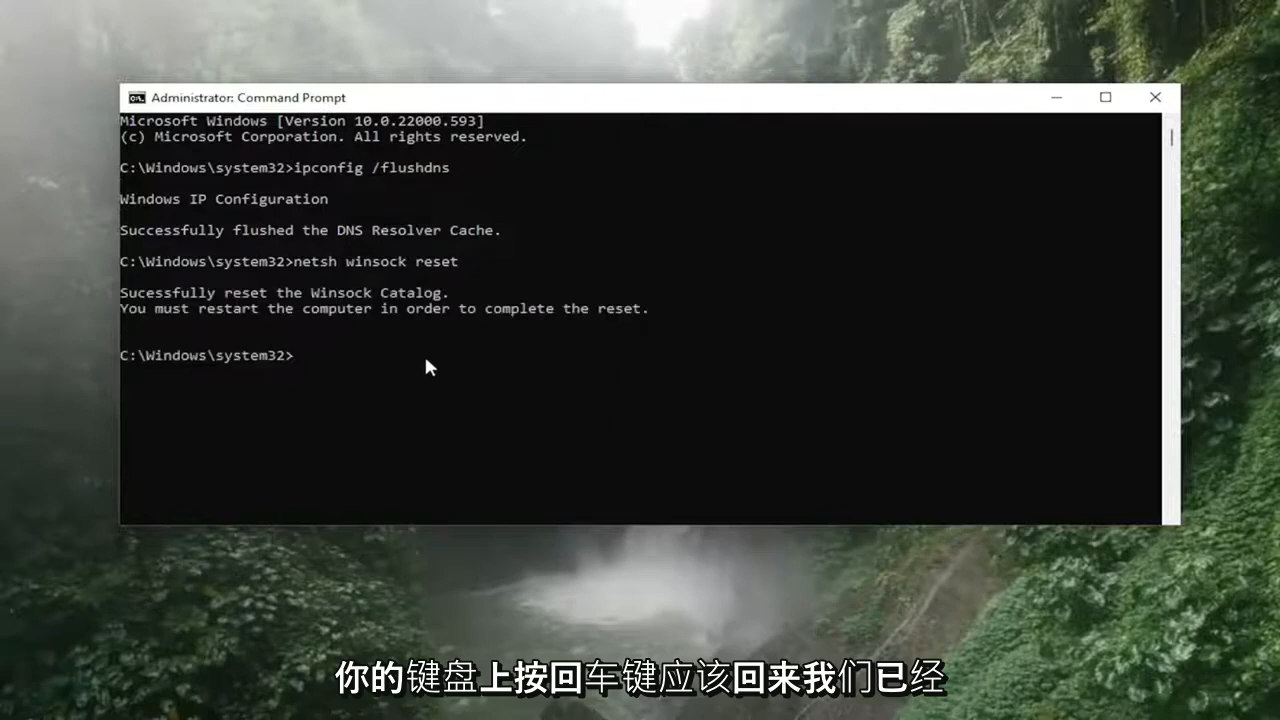 Administrator: Command Prompt
Microsoft Windows [Version 10.0.22000.593]
(c) Microsoft Corporation. All rights reserved.
C:\Windows\system32>ipconfig /flushdns
Windows IP Configuration
Successfully flushed the DNS Resolver Cache.
C:\Windows\system32>netsh winsock reset
Sucessfully reset the Winsock Catalog.
You must restart the computer in order to complete the reset.
C:\Windows\system32>
你的键盘上按回车键应该回来我们已经